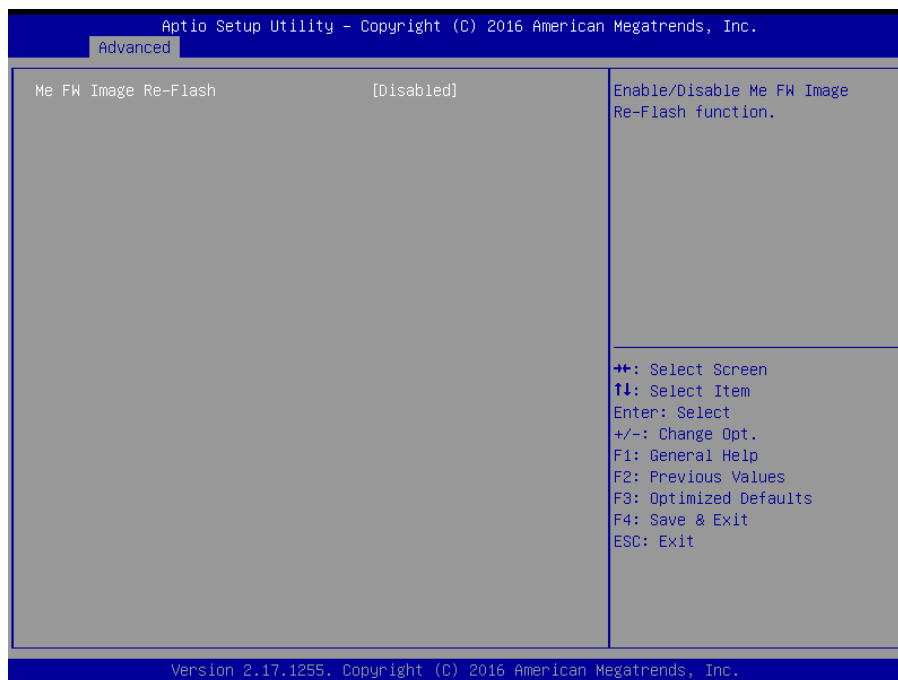 Aptio Setup Utility – Copyright (C) 2016 American Megatrends, Inc.
Advanced
Me FW Image Re-Flash [Disabled]
Enable/Disable Me FW Image
Re-Flash function.
→←: Select Screen
↑↓: Select Item
Enter: Select
+/-: Change Opt.
F1: General Help
F2: Previous Values
F3: Optimized Defaults
F4: Save & Exit
ESC: Exit
Version 2.17.1255. Copyright (C) 2016 American Megatrends, Inc.